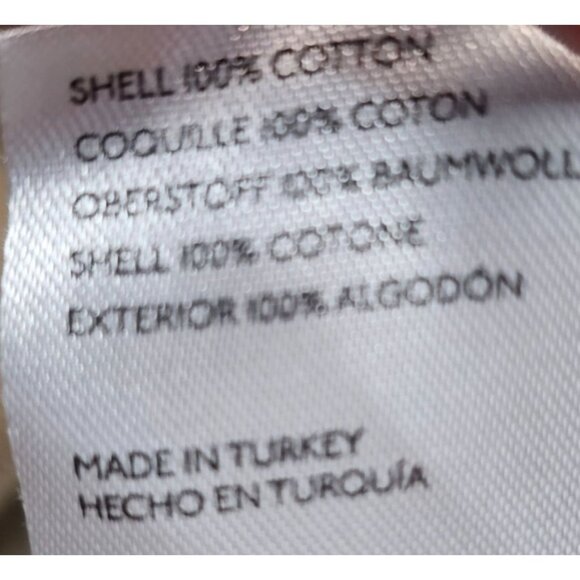 SHELL 100% COTTON
COQUILLE 100% COTON
OBERSTOFF 100% BAUMWOLL
SHELL 100% COTONE
EXTERIOR 100% ALGODÓN
MADE IN TURKEY
HECHO EN TURQUÍA